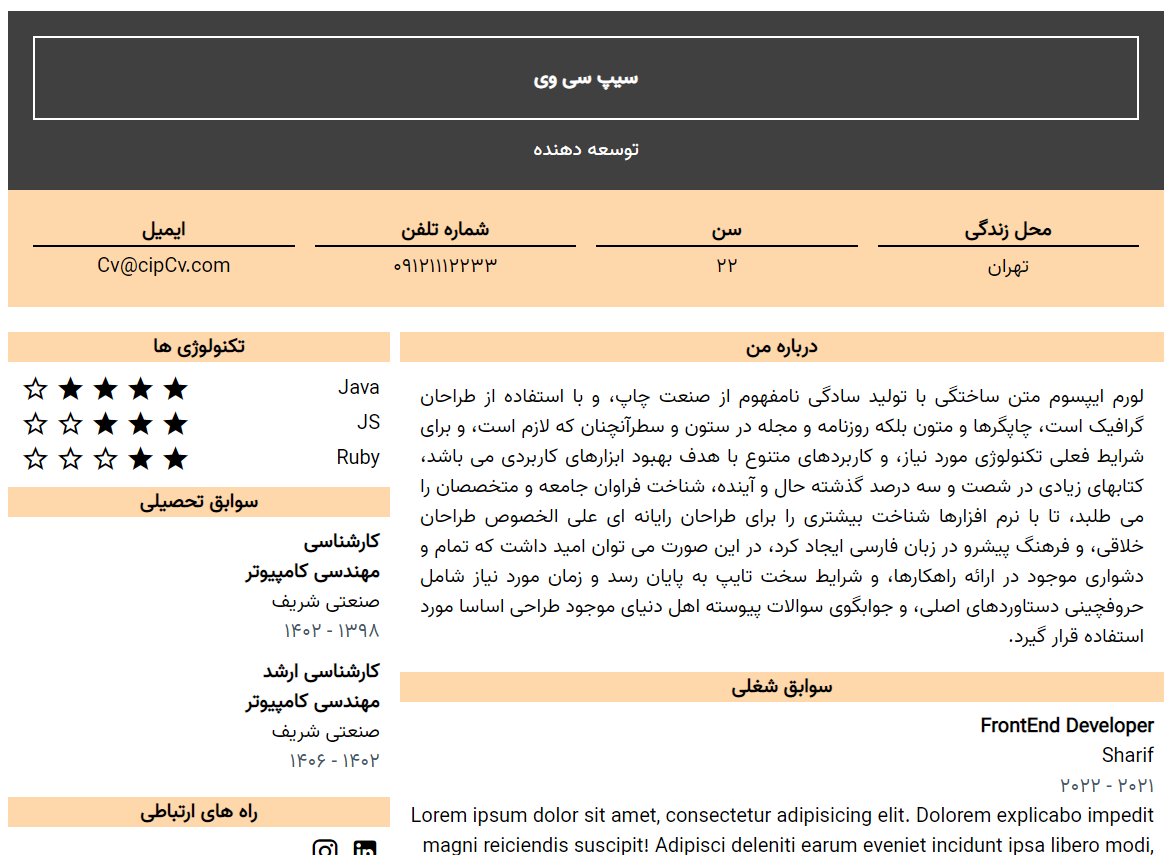 سیپ سی وی
توسعه دهنده
محل زندگی
تهران
سن
۲۲
شماره تلفن
۰۹۱۲۱۱۱۲۲۳۳
ایمیل
Cv@cipCv.com
درباره من
لورم ایپسوم متن ساختگی با تولید سادگی نامفهوم از صنعت چاپ، و با استفاده از طراحان
گرافیک است، چاپگرها و متون بلکه روزنامه و مجله در ستون و سطرآنچنان که لازم است، و برای
شرایط فعلی تکنولوژی مورد نیاز، و کاربردهای متنوع با هدف بهبود ابزارهای کاربردی می باشد،
کتابهای زیادی در شصت و سه درصد گذشته حال و آینده، شناخت فراوان جامعه و متخصصان را
می طلبد، تا با نرم افزارها شناخت بیشتری را برای طراحان رایانه ای علی الخصوص طراحان
خلاقی، و فرهنگ پیشرو در زبان فارسی ایجاد کرد، در این صورت می توان امید داشت که تمام و
دشواری موجود در ارائه راهکارها، و شرایط سخت تایپ به پایان رسد و زمان مورد نیاز شامل
حروفچینی دستاوردهای اصلی، و جوابگوی سوالات پیوسته اهل دنیای موجود طراحی اساسا مورد
استفاده قرار گیرد.
سوابق شغلی
FrontEnd Developer
Sharif
۲۰۲۱ - ۲۰۲۲
Lorem ipsum dolor sit amet, consectetur adipisicing elit. Dolorem explicabo impedit
magni reiciendis suscipit! Adipisci deleniti earum eveniet incidunt ipsa libero modi,
تکنولوژی ها
Java
JS
Ruby
سوابق تحصیلی
کارشناسی
مهندسی کامپیوتر
صنعتی شریف
۱۳۹۸ - ۱۴۰۲
کارشناسی ارشد
مهندسی کامپیوتر
صنعتی شریف
۱۴۰۲ - ۱۴۰۶
راه های ارتباطی